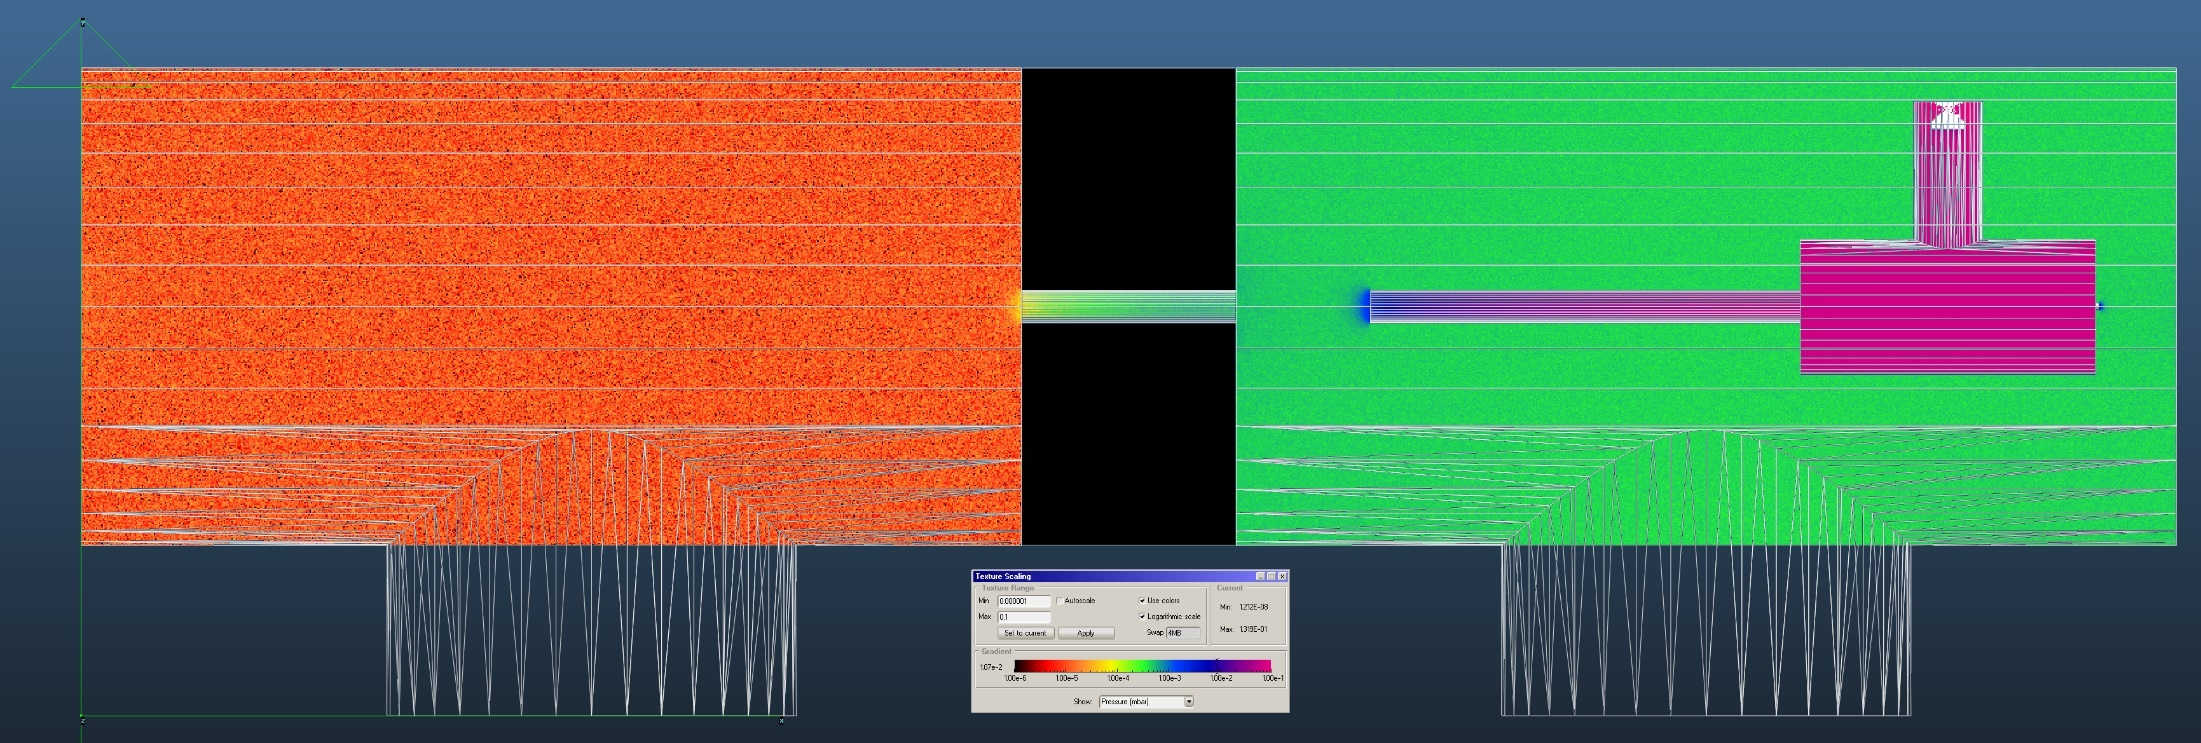 Y
Z
X
Texture Scaling
Texture Range
Min 0.000001 Autoscale Use colors
Max 0.1 Logarithmic scale
Set to current Apply Swap 4MB
Current
Min: 1.212E-08
Max: 1.319E-01
Gradient
1.07e-2
1.00e-6 1.00e-5 1.00e-4 1.00e-3 1.00e-2 1.00e-1
Show: Pressure [mbar]